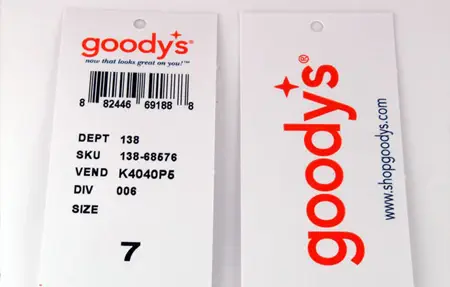 goody's®
now that looks great on you!™
8 82446 69188 8
DEPT 138
SKU 138-68576
VEND K4040P5
DIV 006
SIZE
7
goody's®
www.shopgoodys.com